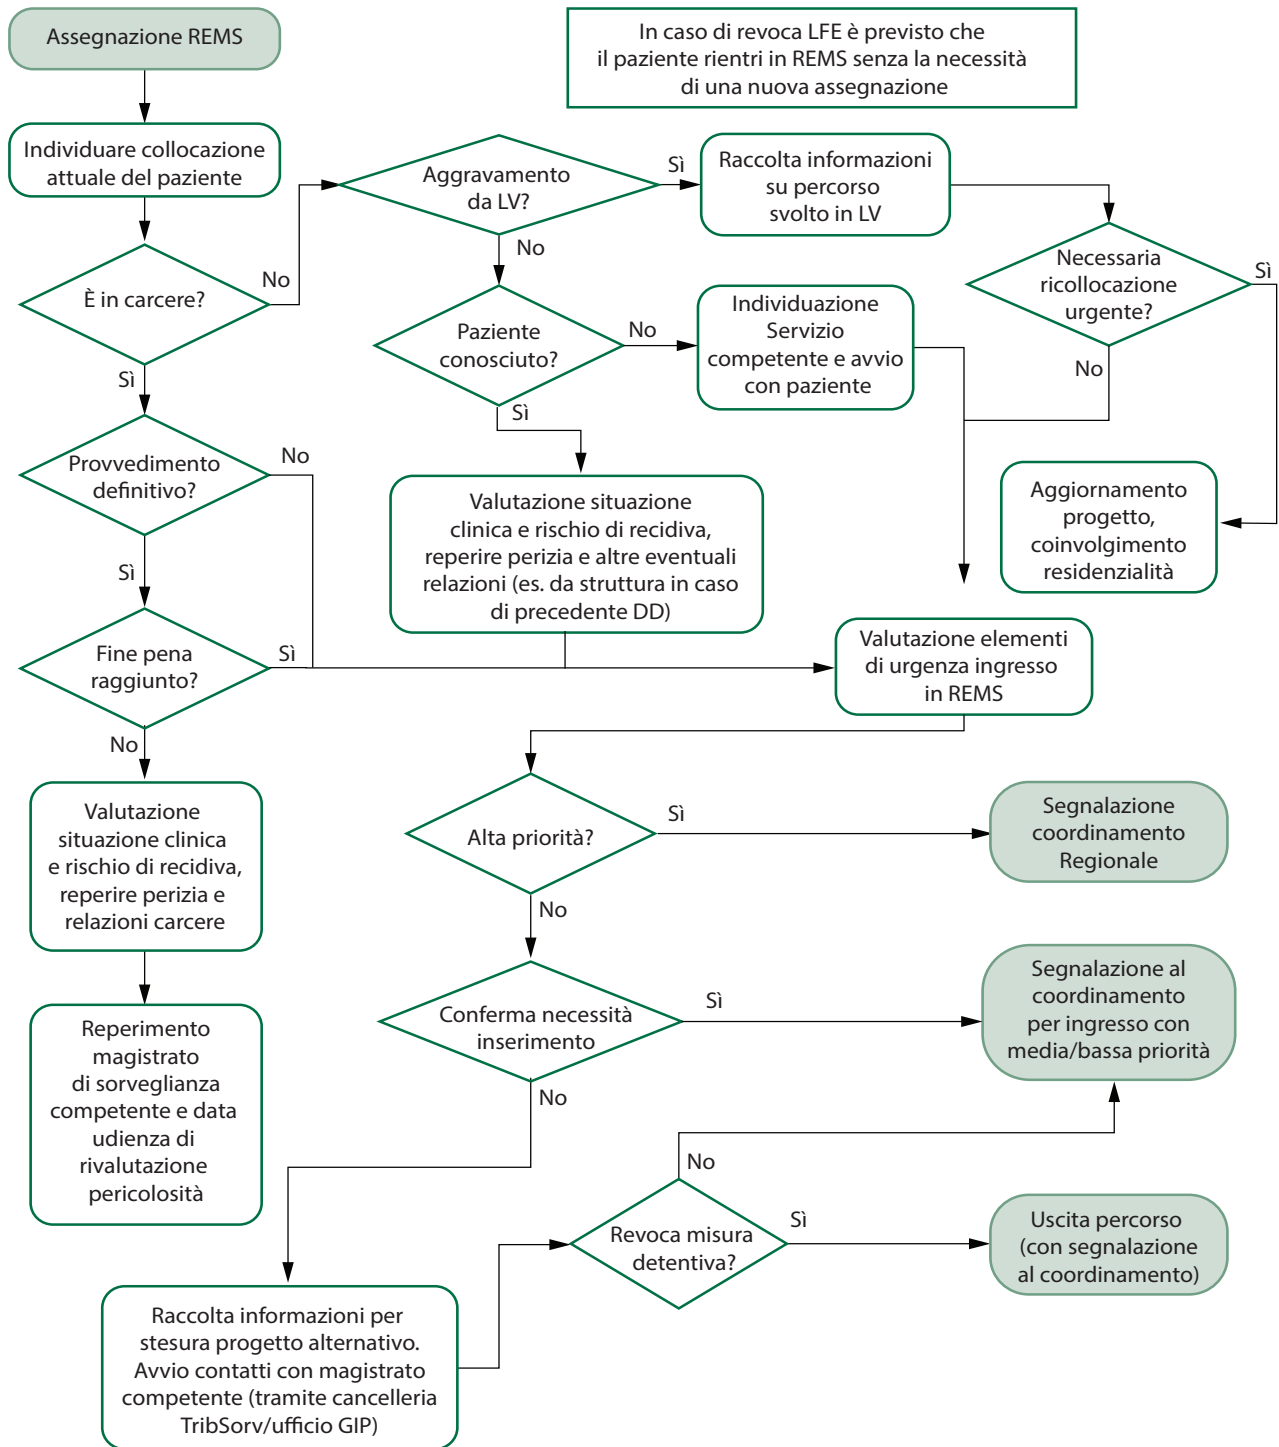 Assegnazione REMS
In caso di revoca LFE è previsto che
il paziente rientri in REMS senza la necessità
di una nuova assegnazione
Individuare collocazione
attuale del paziente
Aggravamento
da LV?
Sì
Raccolta informazioni
su percorso
svolto in LV
No
È in carcere?
No
Necessaria
ricollocazione
urgente?
Sì
Paziente
conosciuto?
No
Individuazione
Servizio
competente e avvio
con paziente
No
Sì
Sì
Provvedimento
definitivo?
No
Valutazione situazione
clinica e rischio di recidiva,
reperire perizia e altre eventuali
relazioni (es. da struttura in caso
di precedente DD)
Aggiornamento
progetto,
coinvolgimento
residenzialità
Sì
Fine pena
raggiunto?
Sì
Valutazione elementi
di urgenza ingresso
in REMS
No
Valutazione
situazione clinica
e rischio di recidiva,
reperire perizia e
relazioni carcere
Alta priorità?
Sì
Segnalazione
coordinamento
Regionale
No
Reperimento
magistrato
di sorveglianza
competente e data
udienza di
rivalutazione
pericolosità
Conferma necessità
inserimento
Sì
Segnalazione al
coordinamento
per ingresso con
media/bassa priorità
No
No
Revoca misura
detentiva?
Sì
Uscita percorso
(con segnalazione
al coordinamento)
Raccolta informazioni per
stesura progetto alternativo.
Avvio contatti con magistrato
competente (tramite cancelleria
TribSorv/ufficio GIP)